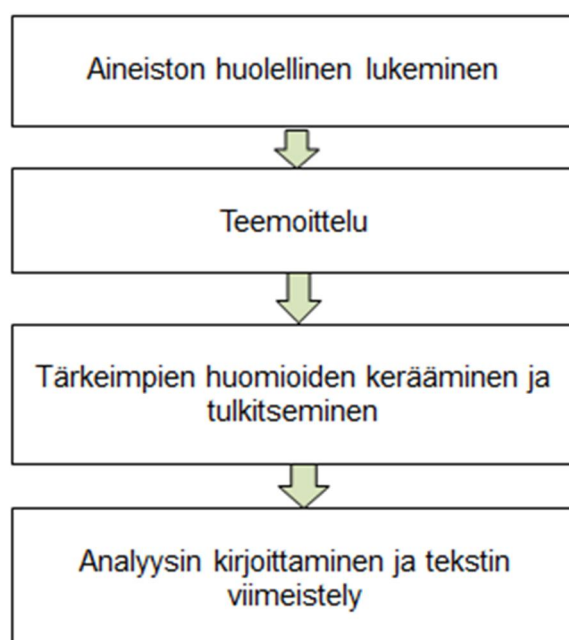 Aineiston huolellinen lukeminen
Teemoittelu
Tärkeimpien huomioiden kerääminen ja
tulkitseminen
Analyysin kirjoittaminen ja tekstin
viimeistely